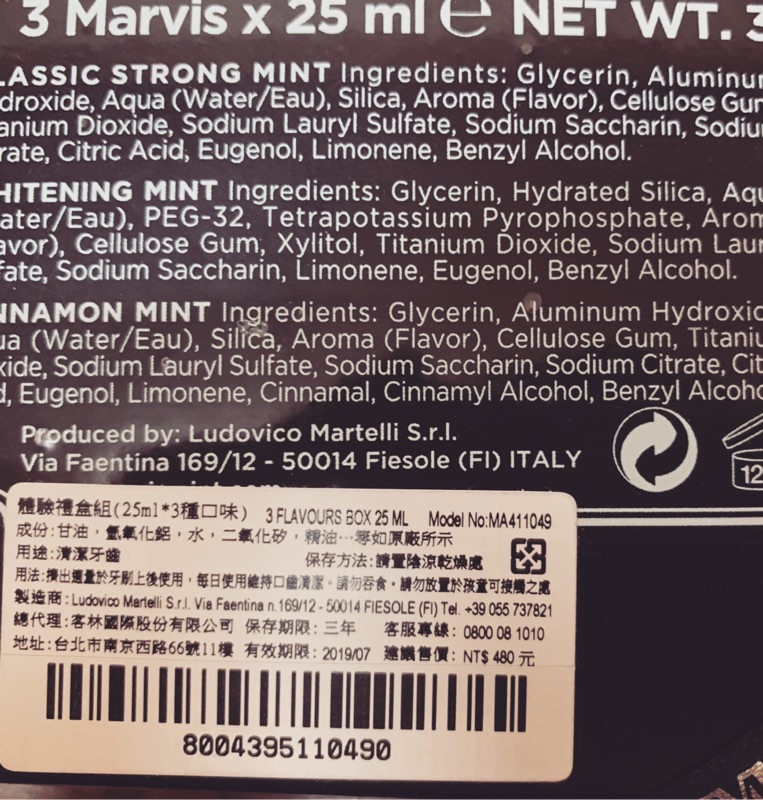 3 Marvis x 25 ml e NET WT. 3
LASSIC STRONG MINT Ingredients: Glycerin, Aluminum
droxide, Aqua (Water/Eau), Silica, Aroma (Flavor), Cellulose Gum
anium Dioxide, Sodium Lauryl Sulfate, Sodium Saccharin, Sodiu
rate, Citric Acid, Eugenol, Limonene, Benzyl Alcohol.
HITENING MINT Ingredients: Glycerin, Hydrated Silica, Aqu
ater/Eau), PEG-32, Tetrapotassium Pyrophosphate, Arom
avor), Cellulose Gum, Xylitol, Titanium Dioxide, Sodium Laur
fate, Sodium Saccharin, Limonene, Eugenol, Benzyl Alcohol.
NNAMON MINT Ingredients: Glycerin, Aluminum Hydroxid
ua (Water/Eau), Silica, Aroma (Flavor), Cellulose Gum, Titaniu
xide, Sodium Lauryl Sulfate, Sodium Saccharin, Sodium Citrate, Cit
d, Eugenol, Limonene, Cinnamal, Cinnamyl Alcohol, Benzyl Alcoho
Produced by: Ludovico Martelli S.r.l.
Via Faentina 169/12 - 50014 Fiesole (FI) ITALY
12
體驗禮盒組(25ml*3種口味) 3 FLAVOURS BOX 25 ML Model No:MA411049
成份:甘油,氫氧化鋁,水,二氧化矽,精油…等如原廠所示
用途:清潔牙齒 保存方法:請置陰涼乾燥處
用法:擠出適量於牙刷上後使用,每日使用維持口齒清潔。請勿吞食。請勿放置於孩童可接觸之處
製造商:Ludovico Martelli S.r.l. Via Faentina n.169/12 - 50014 FIESOLE (FI) Tel. +39 055 737821
總代理:客林國際股份有限公司 保存期限:三年 客服專線:0800 08 1010
地址:台北市南京西路66號11樓 有效期限:2019/07 建議售價:NT$ 480 元
8004395110490